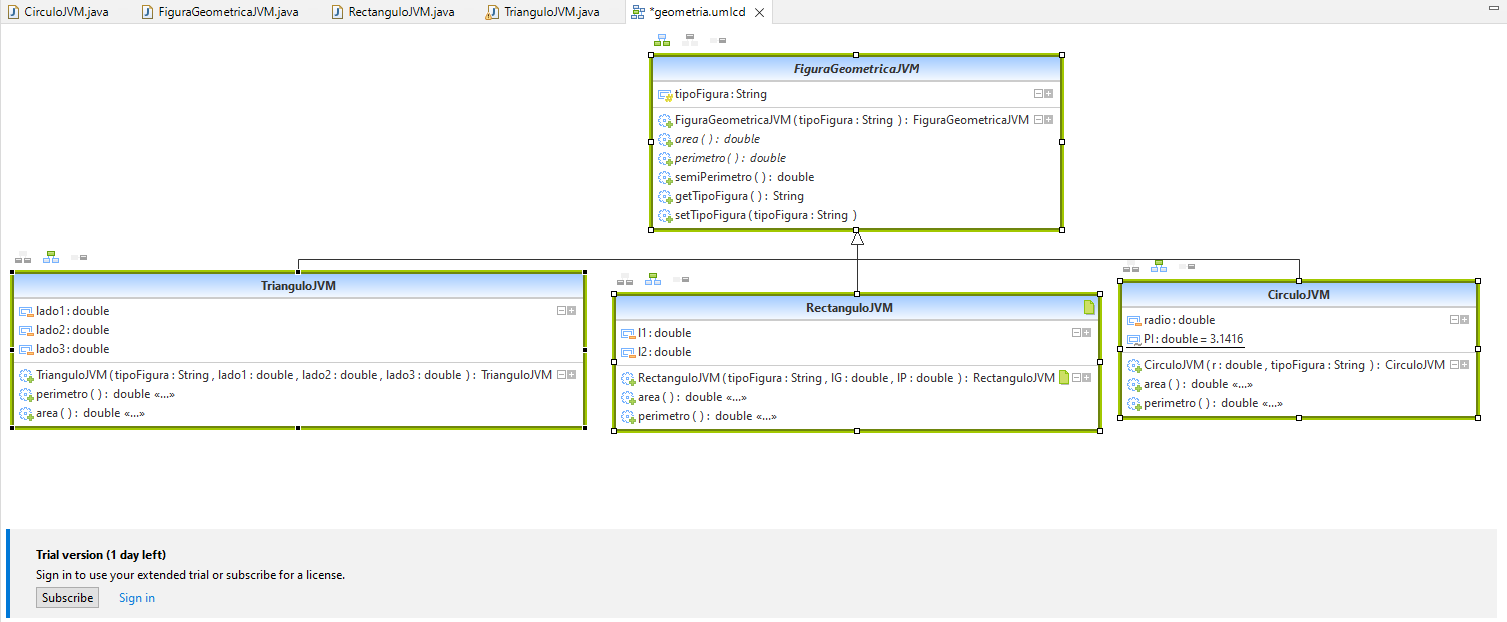 CirculoJVM.java FiguraGeometricaJVM.java RectanguloJVM.java TrianguloJVM.java *geometria.umlcd
FiguraGeometricaJVM
tipoFigura : String
FiguraGeometricaJVM ( tipoFigura : String ) : FiguraGeometricaJVM
area ( ) : double
perimetro ( ) : double
semiPerimetro ( ) : double
getTipoFigura ( ) : String
setTipoFigura ( tipoFigura : String )
TrianguloJVM
lado1 : double
lado2 : double
lado3 : double
TrianguloJVM ( tipoFigura : String , lado1 : double , lado2 : double , lado3 : double ) : TrianguloJVM
perimetro ( ) : double «...»
area ( ) : double «...»
RectanguloJVM
l1 : double
l2 : double
RectanguloJVM ( tipoFigura : String , lG : double , lP : double ) : RectanguloJVM
area ( ) : double «...»
perimetro ( ) : double «...»
CirculoJVM
radio : double
PI : double = 3.1416
CirculoJVM ( r : double , tipoFigura : String ) : CirculoJVM
area ( ) : double «...»
perimetro ( ) : double «...»
Trial version (1 day left)
Sign in to use your extended trial or subscribe for a license.
Subscribe Sign in